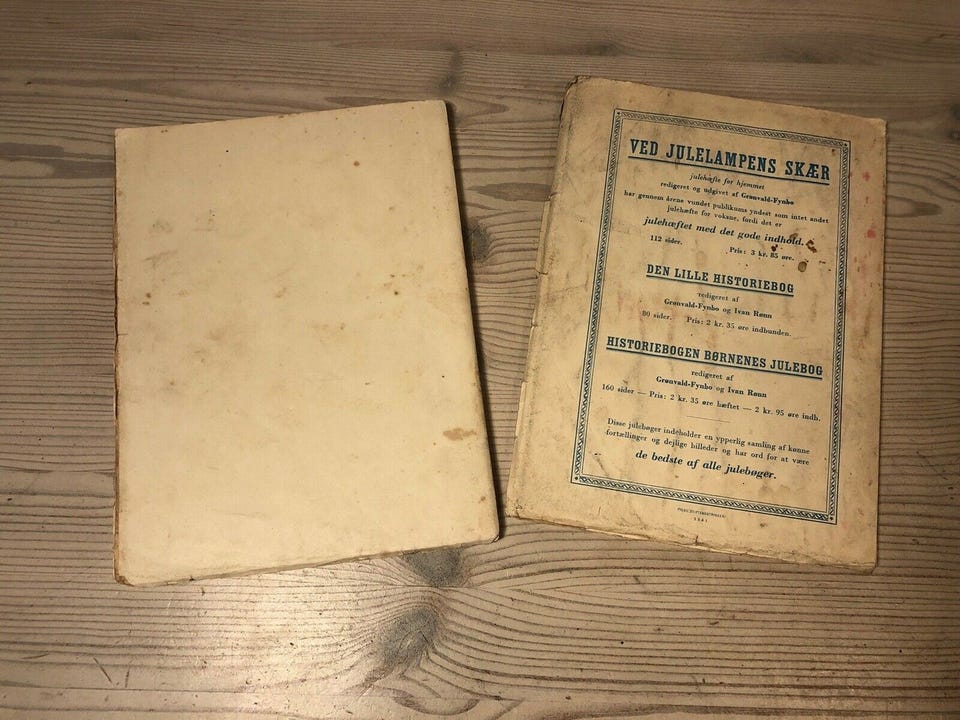 VED JULELAMPENS SKÆR
julehæfte for hjemmet
redigeret og udgivet af Grønvald-Fynbo
har gennem årene vundet publikums yndest som intet andet
julehæfte for voksne, fordi det er
julehæftet med det gode indhold.
112 sider. Pris: 3 kr. 85 øre.
DEN LILLE HISTORIEBOG
redigeret af
Grønvald-Fynbo og Ivan Rønn
80 sider. Pris: 2 kr. 35 øre indbunden.
HISTORIEBOGEN BØRNENES JULEBOG
redigeret af
Grønvald-Fynbo og Ivan Rønn
160 sider — Pris: 2 kr. 35 øre hæftet — 2 kr. 95 øre indb.
Disse julebøger indeholder en ypperlig samling af kønne
fortællinger og dejlige billeder og har ord for at være
de bedste af alle julebøger.
1941